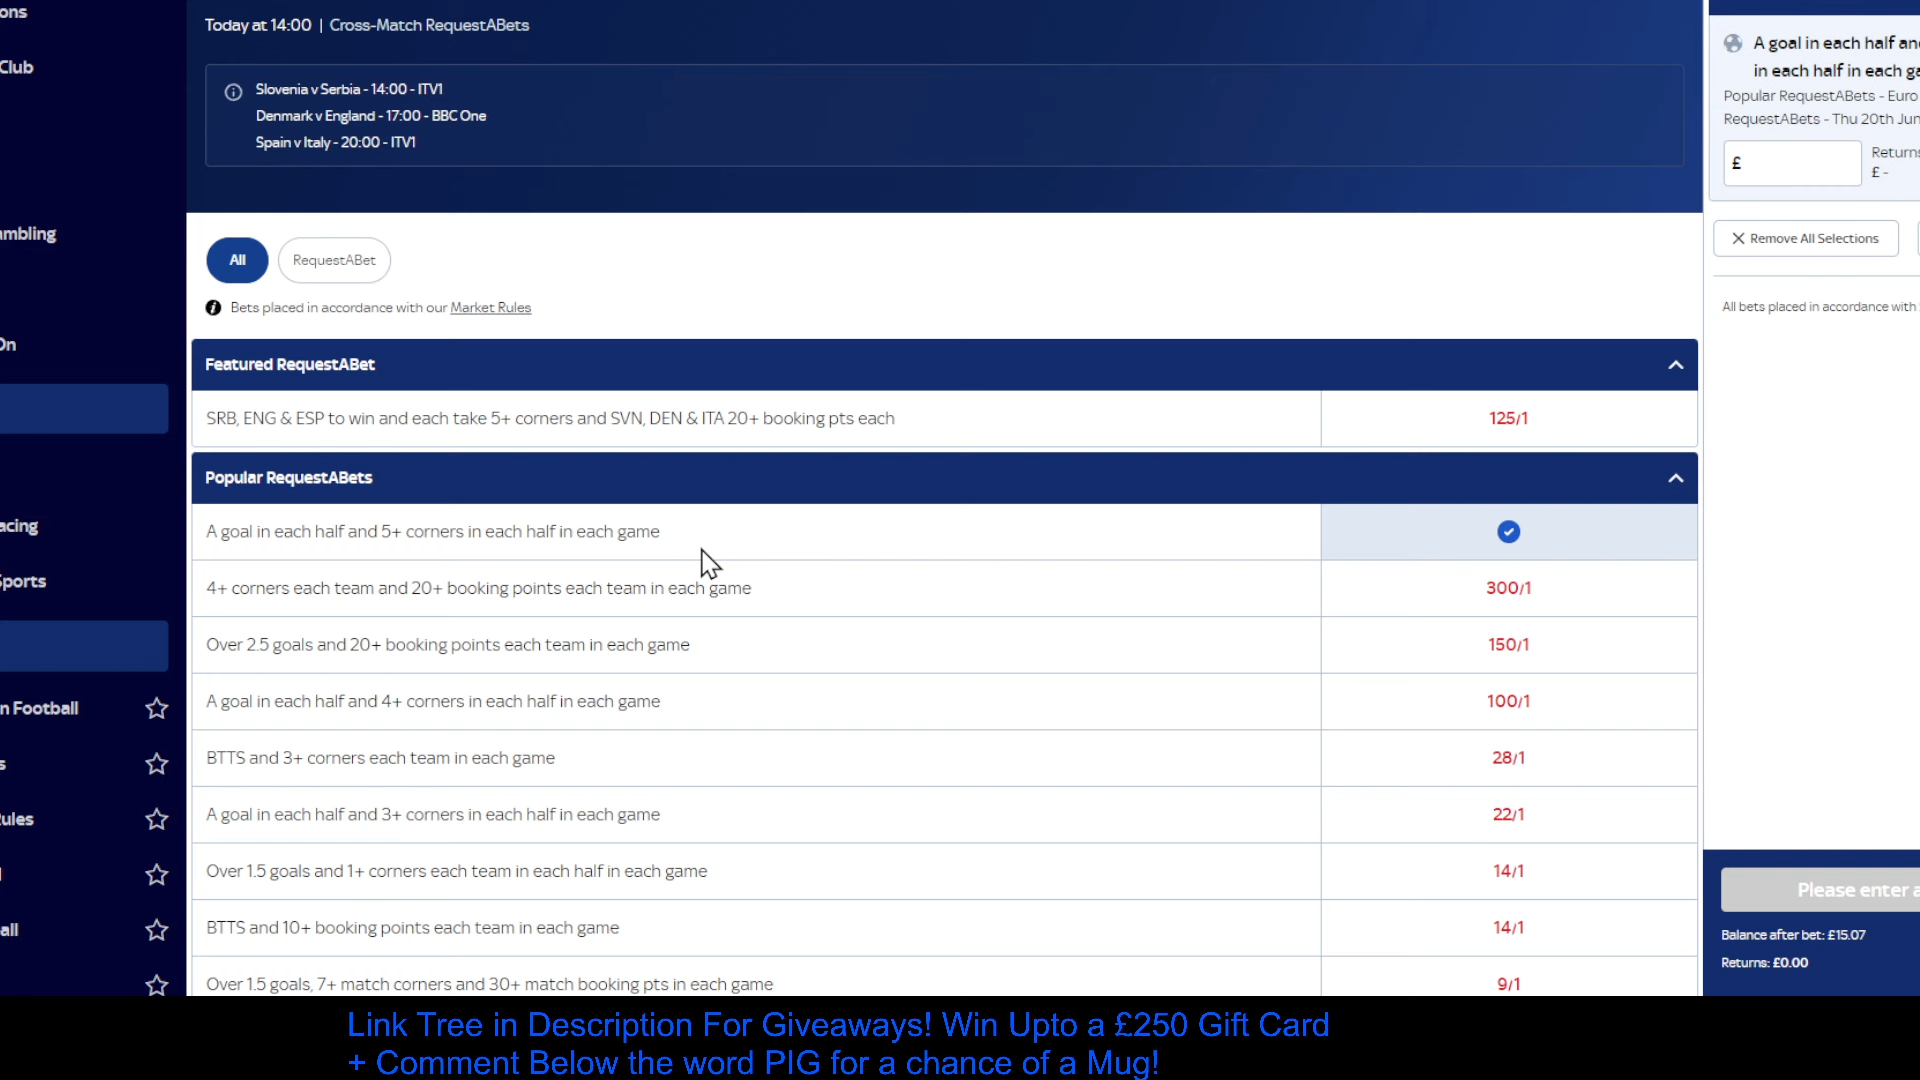 ons
Club
ambling
On
acing
Sports
n Football
s
Rules
all
Today at 14:00 | Cross-Match RequestABets
Slovenia v Serbia - 14:00 - ITV1
Denmark v England - 17:00 - BBC One
Spain v Italy - 20:00 - ITV1
All RequestABet
Bets placed in accordance with our Market Rules
Featured RequestABet
SRB, ENG & ESP to win and each take 5+ corners and SVN, DEN & ITA 20+ booking pts each 125/1
Popular RequestABets
A goal in each half and 5+ corners in each half in each game
4+ corners each team and 20+ booking points each team in each game 300/1
Over 2.5 goals and 20+ booking points each team in each game 150/1
A goal in each half and 4+ corners in each half in each game 100/1
BTTS and 3+ corners each team in each game 28/1
A goal in each half and 3+ corners in each half in each game 22/1
Over 1.5 goals and 1+ corners each team in each half in each game 14/1
BTTS and 10+ booking points each team in each game 14/1
Over 1.5 goals, 7+ match corners and 30+ match booking pts in each game 9/1
A goal in each half and
in each half in each ga
Popular RequestABets - Euro
RequestABets - Thu 20th Jun
£
Returns
£ -
Remove All Selections
All bets placed in accordance with
Please enter a
Balance after bet: £15.07
Returns: £0.00
Link Tree in Description For Giveaways! Win Upto a £250 Gift Card
+ Comment Below the word PIG for a chance of a Mug!